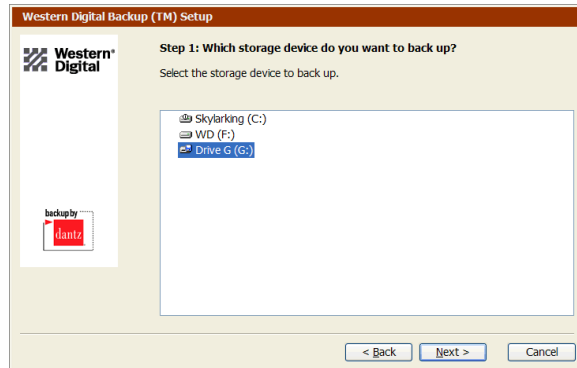 Western Digital Backup (TM) Setup
Western®
Digital
Step 1: Which storage device do you want to back up?
Select the storage device to back up.
Skylarking (C:)
WD (F:)
Drive G (G:)
backup by
dantz
< Back
Next >
Cancel